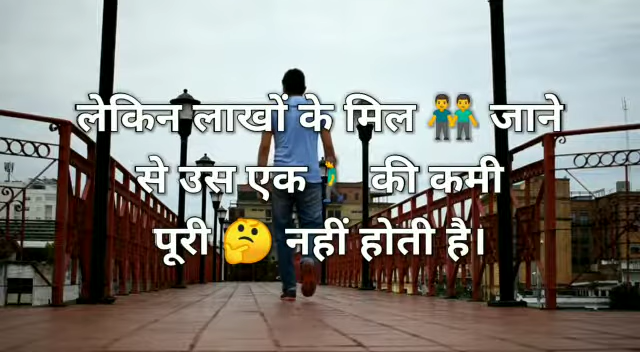 लेकिन लाखों के मिल 👬 जाने
से उस एक 🚶‍♂️ की कमी
पूरी 🤔 नहीं होती है।